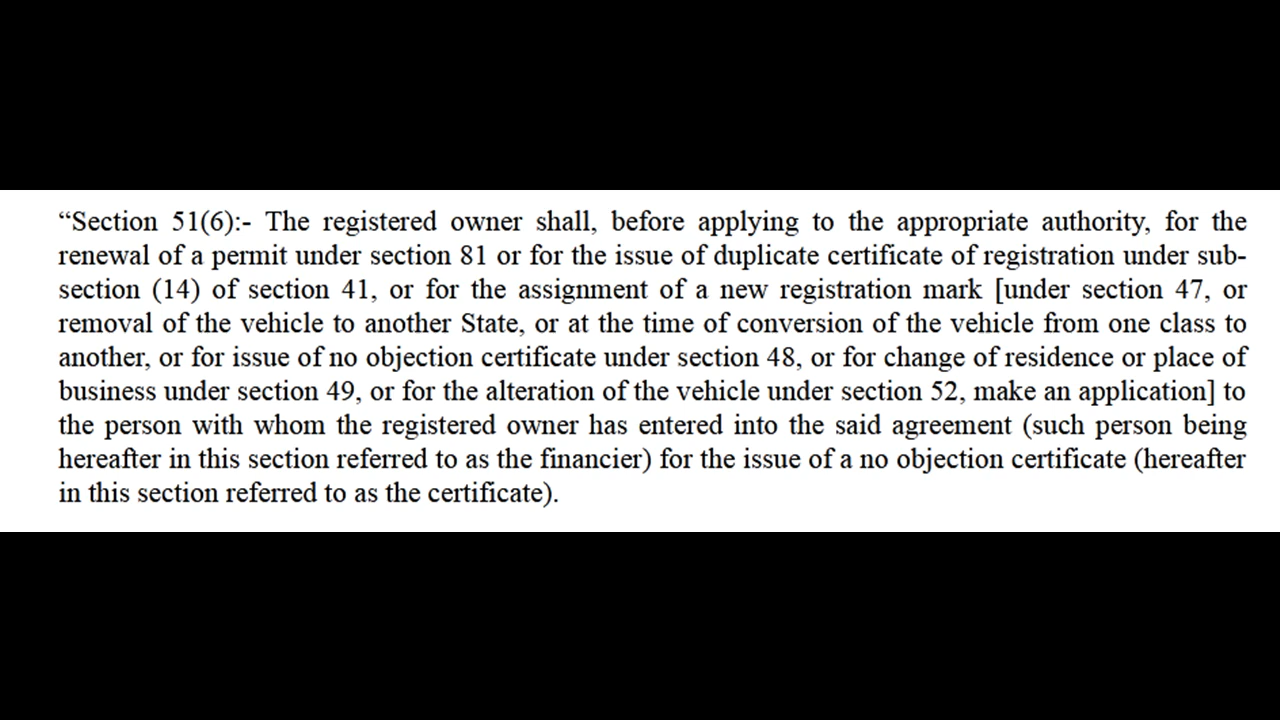 “Section 51(6):- The registered owner shall, before applying to the appropriate authority, for the
renewal of a permit under section 81 or for the issue of duplicate certificate of registration under sub-
section (14) of section 41, or for the assignment of a new registration mark [under section 47, or
removal of the vehicle to another State, or at the time of conversion of the vehicle from one class to
another, or for issue of no objection certificate under section 48, or for change of residence or place of
business under section 49, or for the alteration of the vehicle under section 52, make an application] to
the person with whom the registered owner has entered into the said agreement (such person being
hereafter in this section referred to as the financier) for the issue of a no objection certificate (hereafter
in this section referred to as the certificate).